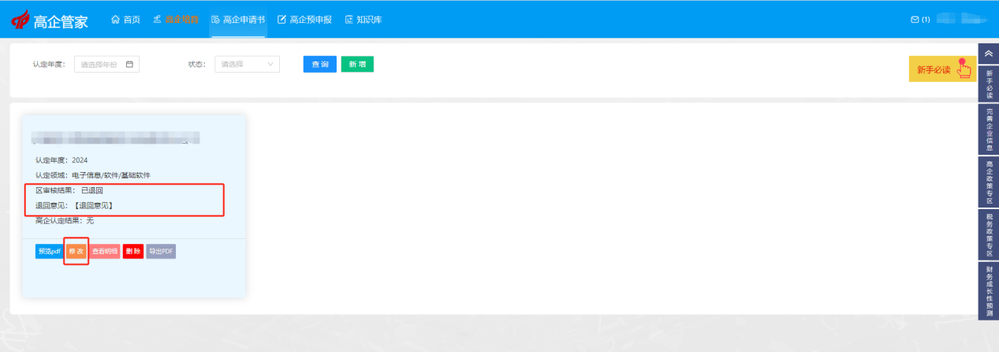 高企管家
首页 高企培育 高企申请书 高企预申报 知识库
(1)
认定年度: 请选择年份 状态: 请选择 查 询 新 增
新手必读
新手必读
完善企业信息
高企政策专区
税务政策专区
财务成长性预测
认定年度: 2024
认定领域: 电子信息/软件/基础软件
区审核结果: 已退回
退回意见: 【退回意见】
高企认定结果: 无
预览pdf 修 改 查看明细 删 除 导出PDF